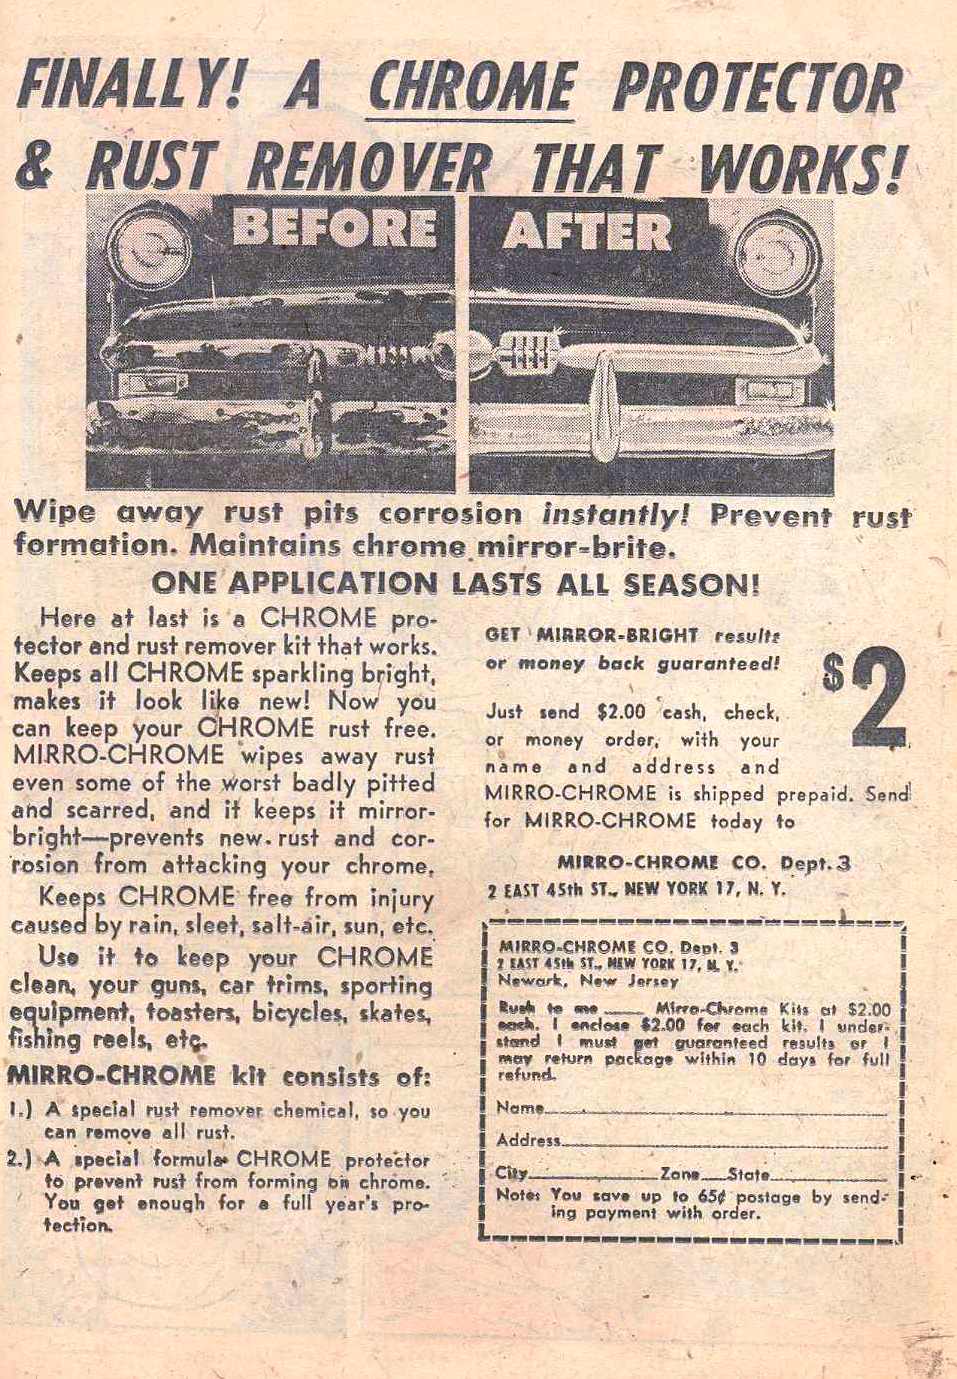 FINALLY! A CHROME PROTECTOR
& RUST REMOVER THAT WORKS!
BEFORE
AFTER
Wipe away rust pits corrosion instantly! Prevent rust
formation. Maintains chrome mirror-brite.
ONE APPLICATION LASTS ALL SEASON!
Here at last is a CHROME pro-
tector and rust remover kit that works.
Keeps all CHROME sparkling bright,
makes it look like new! Now you
can keep your CHROME rust free.
MIRRO-CHROME wipes away rust
even some of the worst badly pitted
and scarred, and it keeps it mirror-
bright—prevents new rust and cor-
rosion from attacking your chrome.
Keeps CHROME free from injury
caused by rain, sleet, salt-air, sun, etc.
Use it to keep your CHROME
clean, your guns, car trims, sporting
equipment, toasters, bicycles, skates,
fishing reels, etc.
MIRRO-CHROME kit consists of:
1.) A special rust remover chemical, so you
can remove all rust.
2.) A special formula CHROME protector
to prevent rust from forming on chrome.
You get enough for a full year's pro-
tection.
GET MIRROR-BRIGHT results
or money back guaranteed!
$2
Just send $2.00 cash, check,
or money order, with your
name and address and
MIRRO-CHROME is shipped prepaid. Send
for MIRRO-CHROME today to
MIRRO-CHROME CO. Dept. 3
2 EAST 45th ST., NEW YORK 17, N. Y.
MIRRO-CHROME CO. Dept. 3
2 EAST 45th ST., NEW YORK 17, N. Y.
Newark, New Jersey
Rush to me ____ Mirro-Chrome Kits at $2.00
each. I enclose $2.00 for each kit. I under-
stand I must get guaranteed results or I
may return package within 10 days for full
refund.
Name
Address
City Zone State
Note: You save up to 65¢ postage by send-
ing payment with order.